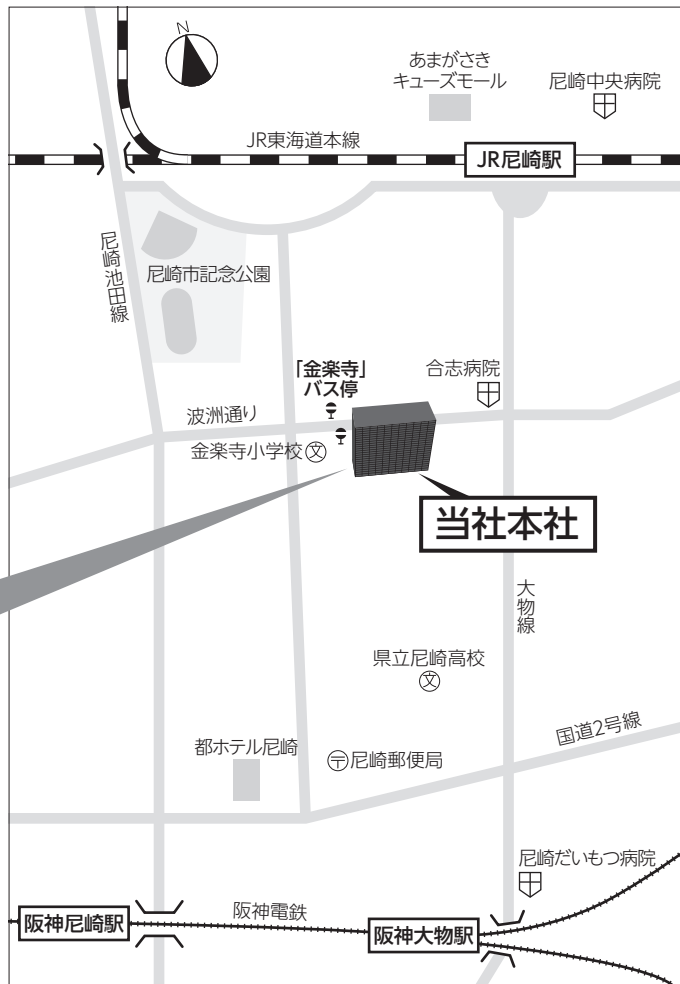 N
あまがさき
キューズモール
尼崎中央病院
JR東海道本線
JR尼崎駅
尼崎池田線
尼崎市記念公園
「金楽寺」
バス停
合志病院
波洲通り
金楽寺小学校
文
当社本社
大物線
県立尼崎高校
文
国道2号線
都ホテル尼崎
〒尼崎郵便局
尼崎だいもつ病院
阪神尼崎駅
阪神電鉄
阪神大物駅